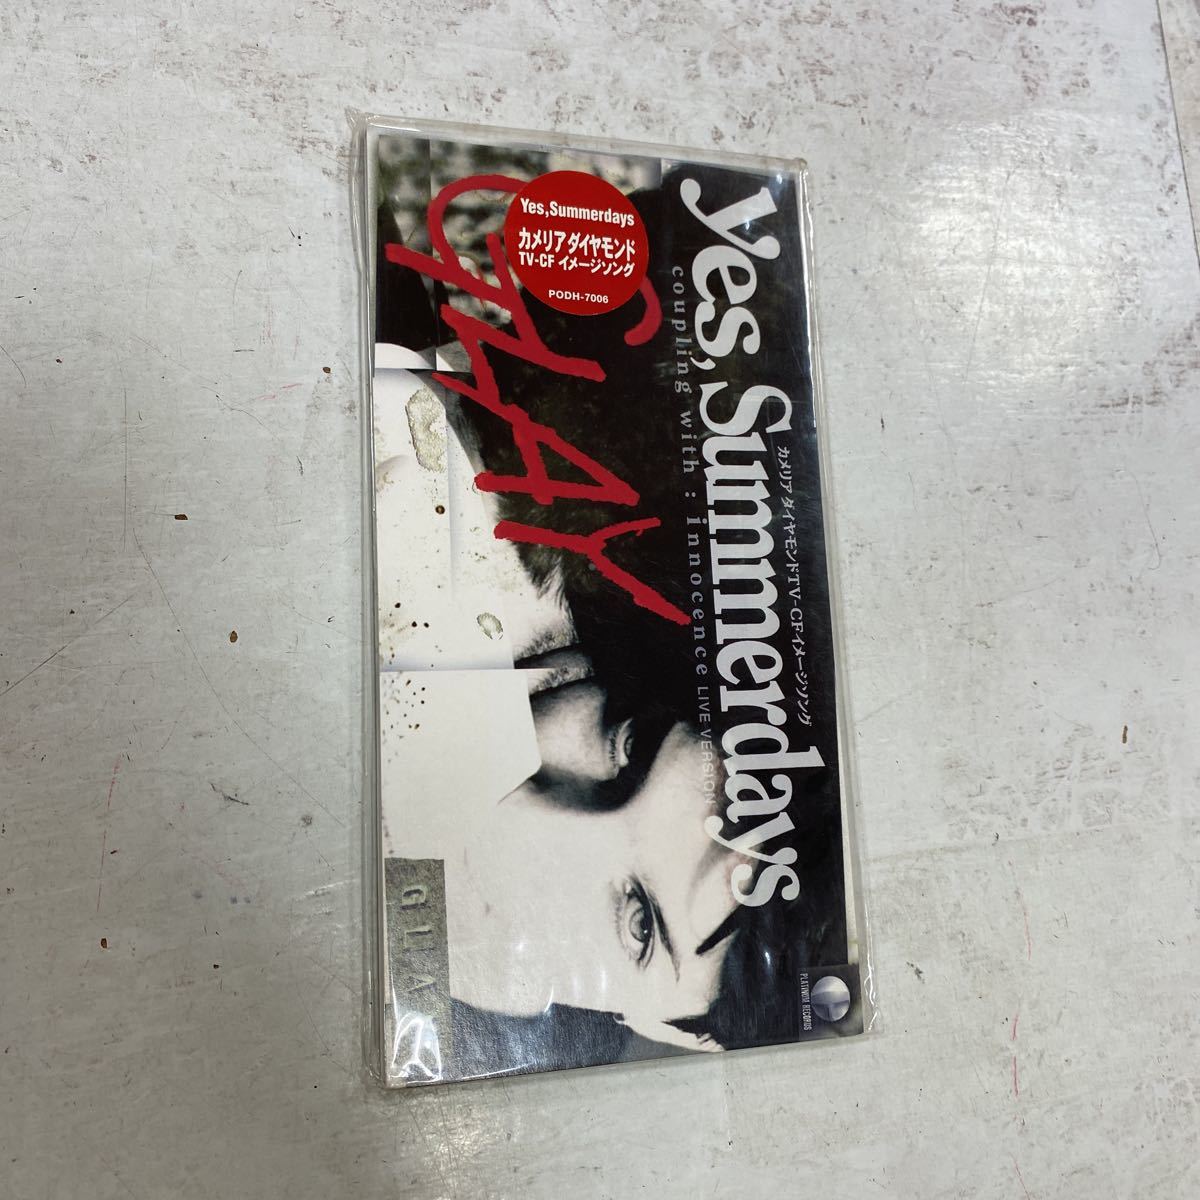 Yes,Summerdays
カメリアダイヤモンド
TV-CF イメージソング
PODH-7006
GLAY
カメリアダイヤモンドTV-CFイメージソング
yes, Summerdays
coupling with : innocence LIVE VERSION
GLA
PLATINUM RECORDS